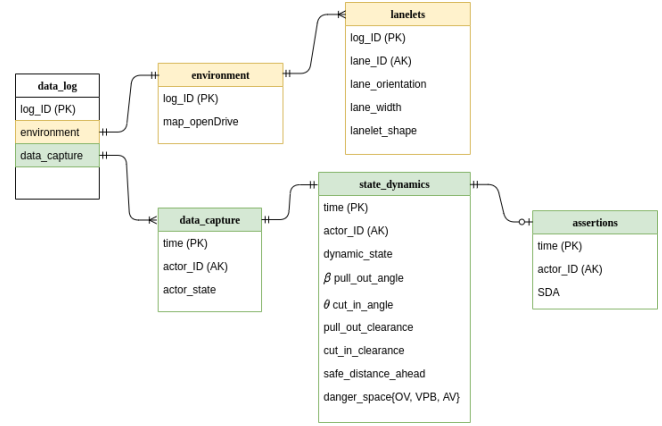 data_log
log_ID (PK)
environment
data_capture
environment
log_ID (PK)
map_openDrive
lanelets
log_ID (PK)
lane_ID (AK)
lane_orientation
lane_width
lanelet_shape
data_capture
time (PK)
actor_ID (AK)
actor_state
state_dynamics
time (PK)
actor_ID (AK)
dynamic_state
β pull_out_angle
θ cut_in_angle
pull_out_clearance
cut_in_clearance
safe_distance_ahead
danger_space{OV, VPB, AV}
assertions
time (PK)
actor_ID (AK)
SDA